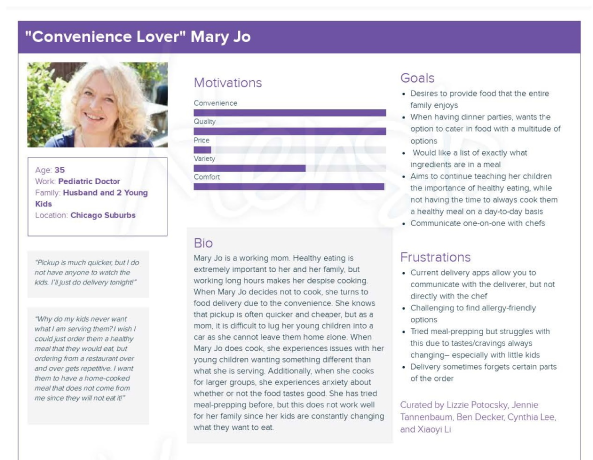 "Convenience Lover" Mary Jo
Age: 35
Work: Pediatric Doctor
Family: Husband and 2 Young
Kids
Location: Chicago Suburbs
"Pickup is much quicker, but I do
not have anyone to watch the
kids. I'll just do delivery tonight!"
"Why do my kids never want
what I am serving them? I wish I
could just order them a healthy
meal that they would eat, but
ordering from a restaurant over
and over gets repetitive. I want
them to have a home-cooked
meal that does not come from
me since they will not eat it!"
Motivations
Convenience
Quality
Price
Variety
Comfort
Bio
Mary Jo is a working mom. Healthy eating is
extremely important to her and her family, but
working long hours makes her despise cooking.
When Mary Jo decides not to cook, she turns to
food delivery due to the convenience. She knows
that pickup is often quicker and cheaper, but as a
mom, it is difficult to lug her young children into a
car as she cannot leave them home alone. When
Mary Jo does cook, she experiences issues with her
young children wanting something different than
what she is serving. Additionally, when she cooks
for larger groups, she experiences anxiety about
whether or not the food tastes good. She has tried
meal-prepping before, but this does not work well
for her family since her kids are constantly changing
what they want to eat.
Goals
• Desires to provide food that the entire
family enjoys
• When having dinner parties, wants the
option to cater in food with a multitude of
options
• Would like a list of exactly what
ingredients are in a meal
• Aims to continue teaching her children
the importance of healthy eating, while
not having the time to always cook them
a healthy meal on a day-to-day basis
• Communicate one-on-one with chefs
Frustrations
• Current delivery apps allow you to
communicate with the deliverer, but not
directly with the chef
• Challenging to find allergy-friendly
options
• Tried meal-prepping but struggles with
this due to tastes/cravings always
changing– especially with little kids
• Delivery sometimes forgets certain parts
of the order
Curated by Lizzie Potocsky, Jennie
Tannenbaum, Ben Decker, Cynthia Lee,
and Xiaoyi Li